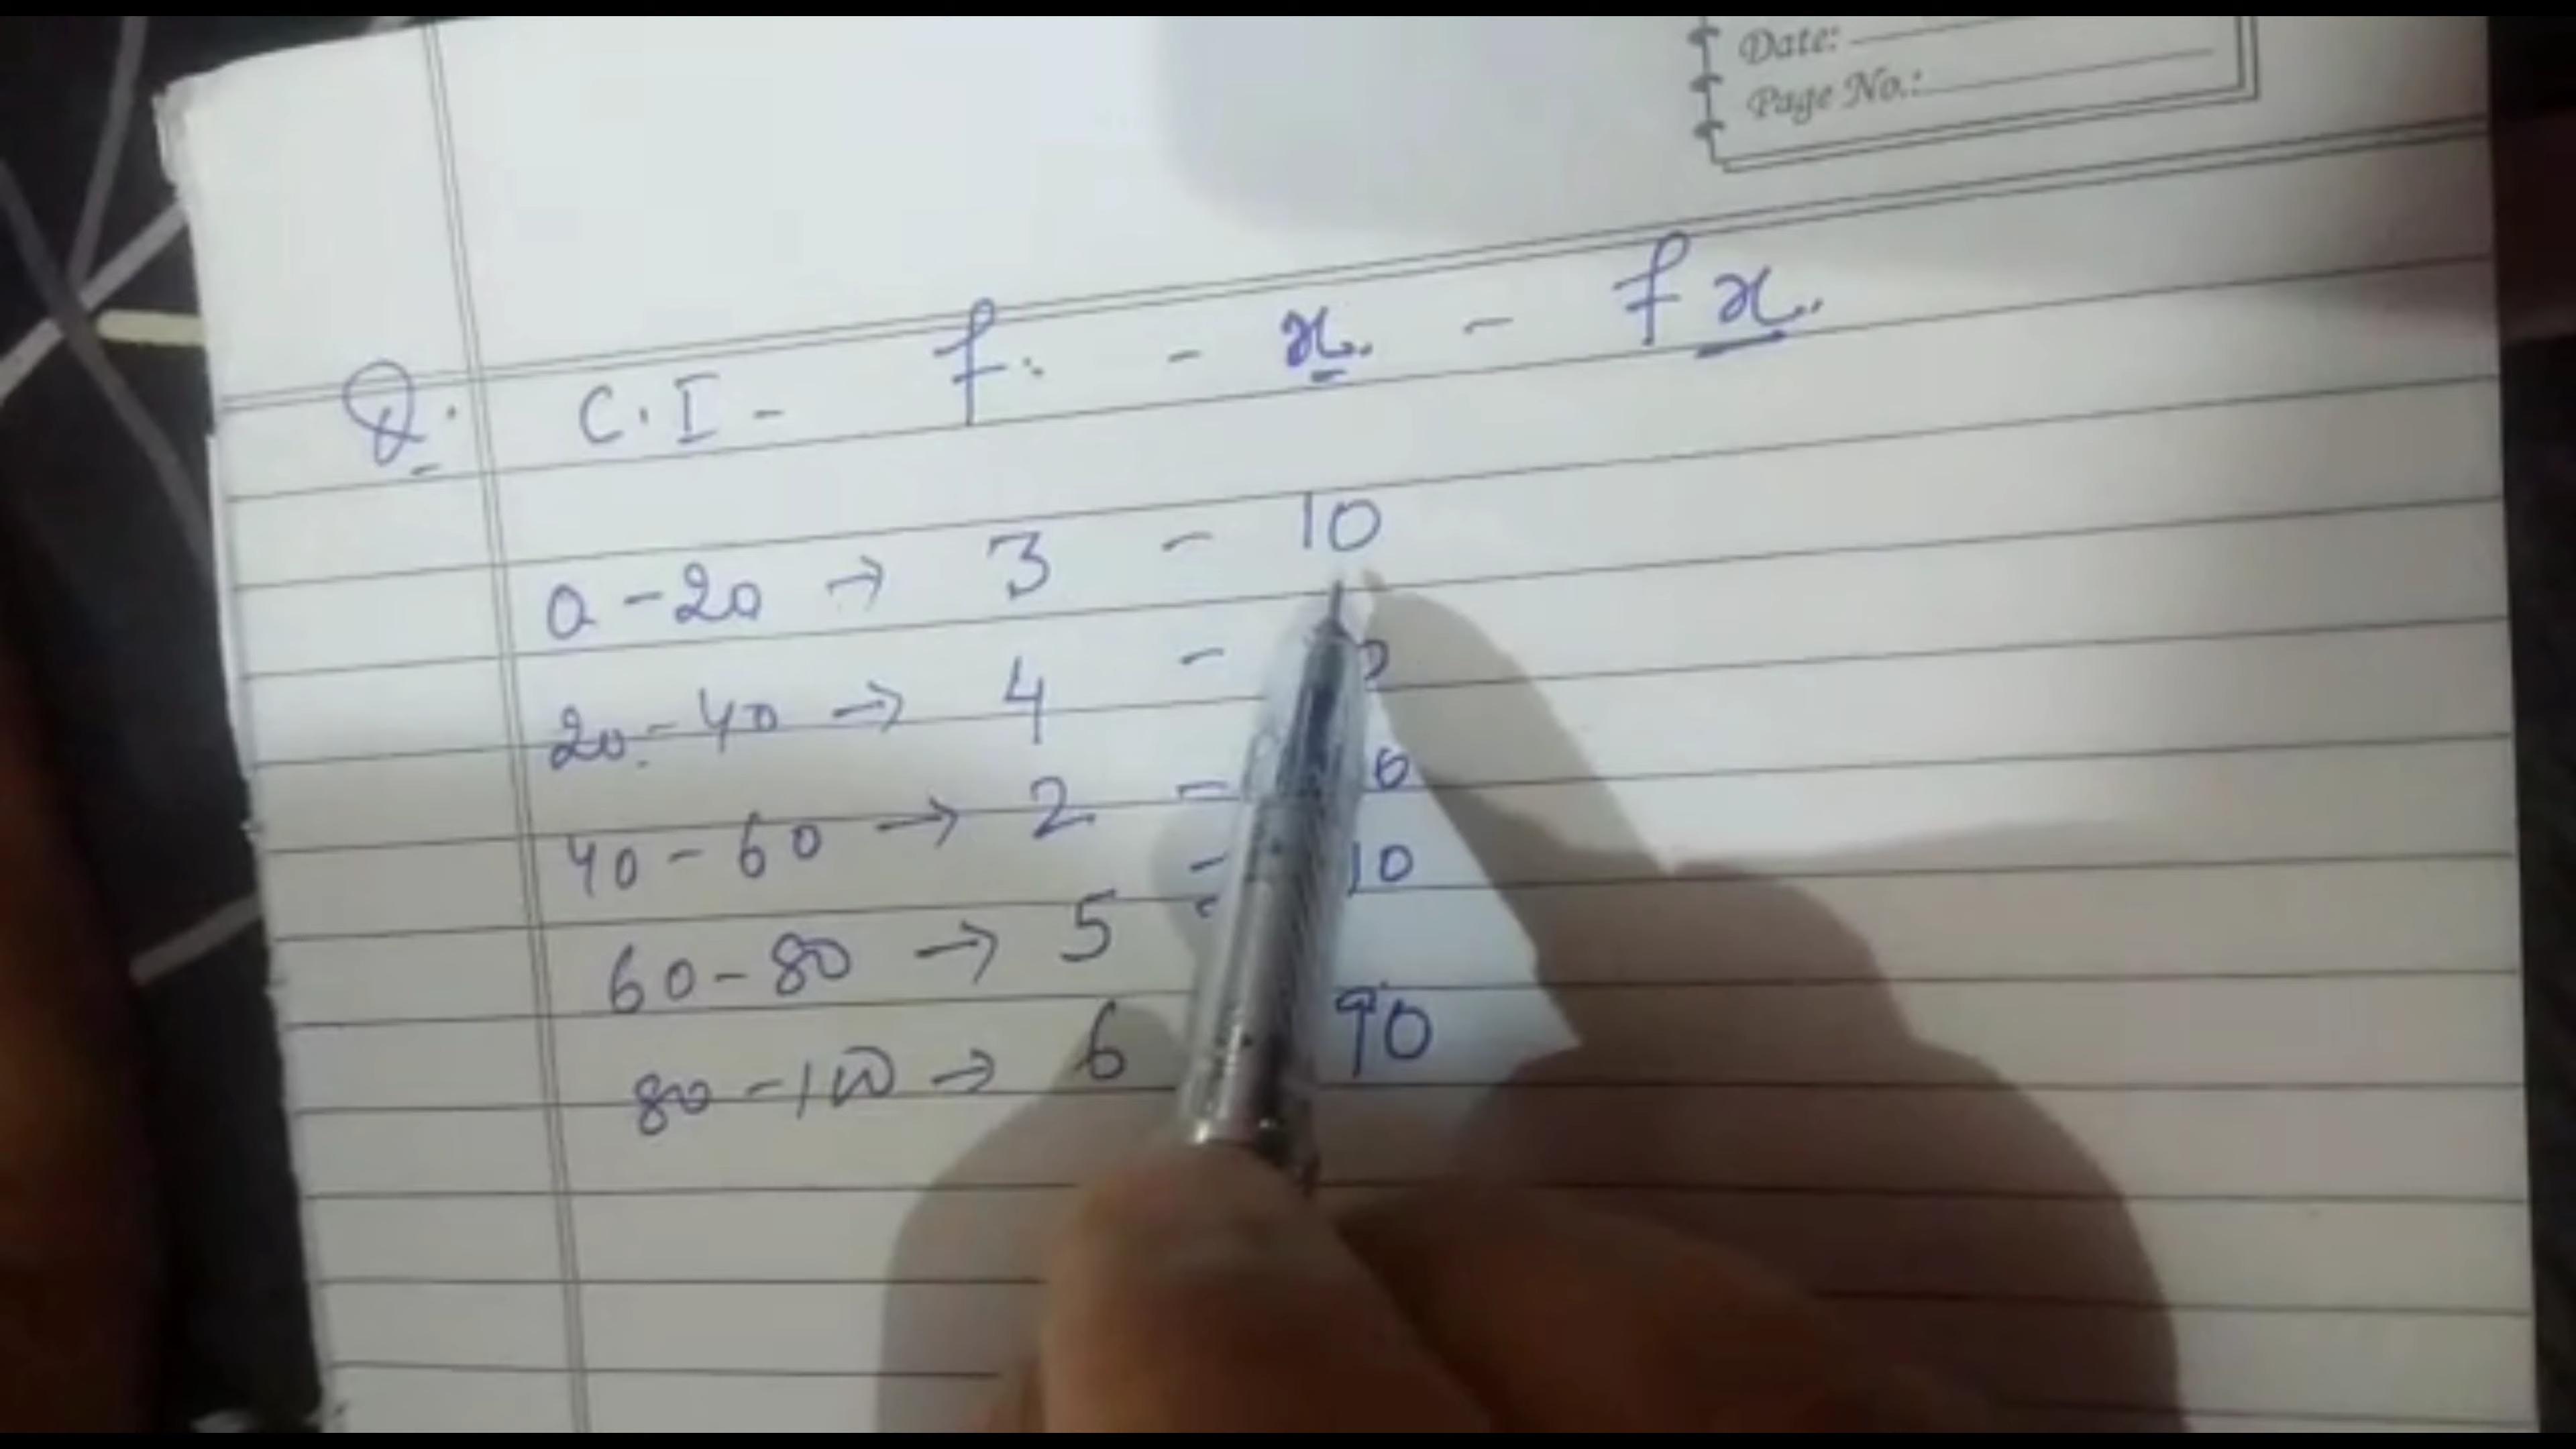 Date:
Page No.:
Q. C.I - f. - x. - fx.
0 - 20 → 3 - 10
20 - 40 → 4 -
40 - 60 → 2 -
60 - 80 → 5 - 10
80 - 100 → 6 90